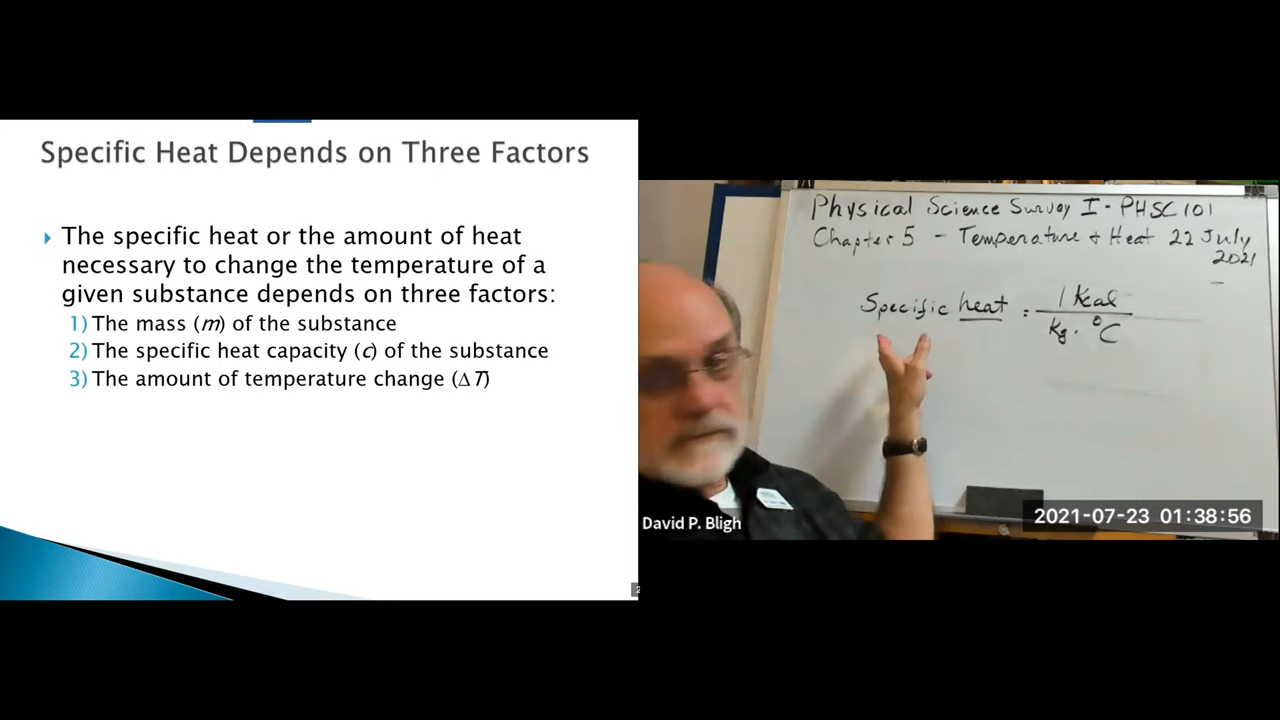 Specific Heat Depends on Three Factors
The specific heat or the amount of heat
necessary to change the temperature of a
given substance depends on three factors:
1) The mass (m) of the substance
2) The specific heat capacity (c) of the substance
3) The amount of temperature change (ΔT)
Physical Science Survey I - PHSC 101
Chapter 5 - Temperature + Heat 22 July
2021
Specific heat = 1 Kcal
kg · °C
David P. Bligh
2021-07-23 01:38:56